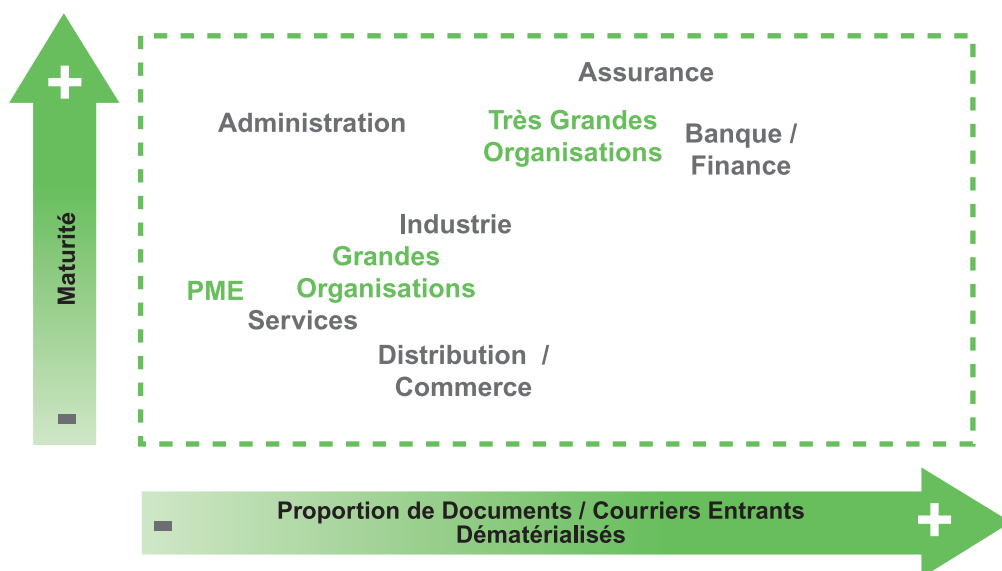 +
Assurance
Administration
Très Grandes
Organisations
Banque /
Finance
Maturité
Industrie
Grandes
Organisations
PME
Services
Distribution /
Commerce
-
Proportion de Documents / Courriers Entrants
Dématérialisés
-
+